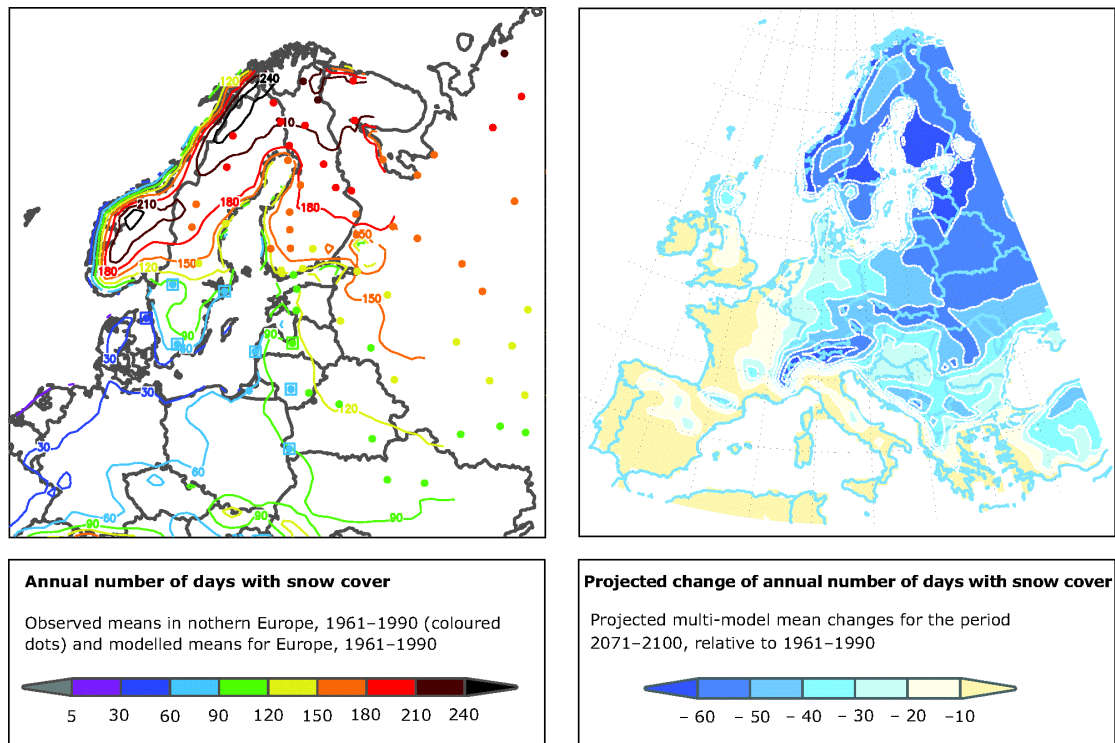 120
240
210
210
180
180
180
150
120
150
150
90
60
30
30
120
60
60
90
90
90
Annual number of days with snow cover
Observed means in nothern Europe, 1961–1990 (coloured
dots) and modelled means for Europe, 1961–1990
5 30 60 90 120 150 180 210 240
Projected change of annual number of days with snow cover
Projected multi-model mean changes for the period
2071–2100, relative to 1961–1990
– 60 – 50 – 40 – 30 – 20 –10